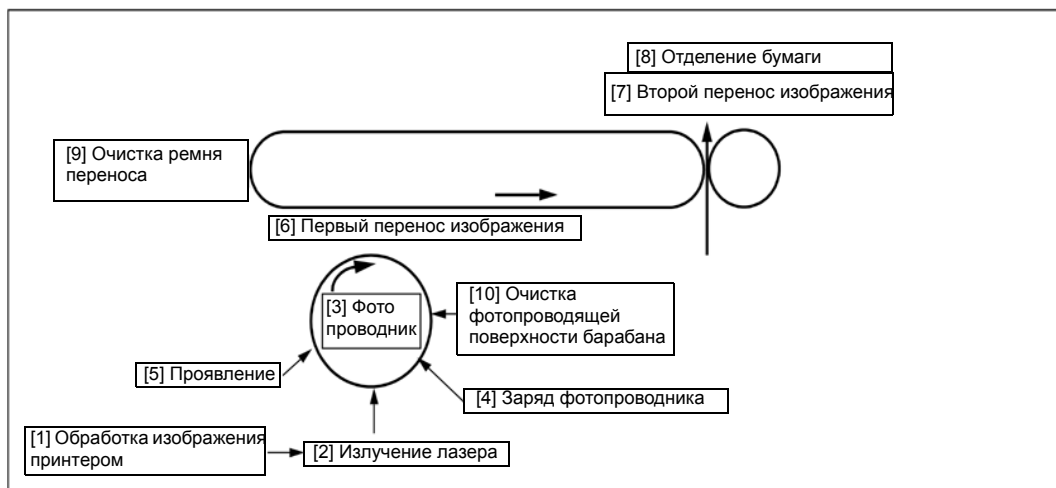 [8] Отделение бумаги
[7] Второй перенос изображения
[9] Очистка ремня
переноса
[6] Первый перенос изображения
[3] Фото
проводник
[10] Очистка
фотопроводящей
поверхности барабана
[5] Проявление
[4] Заряд фотопроводника
[1] Обработка изображения
принтером
[2] Излучение лазера